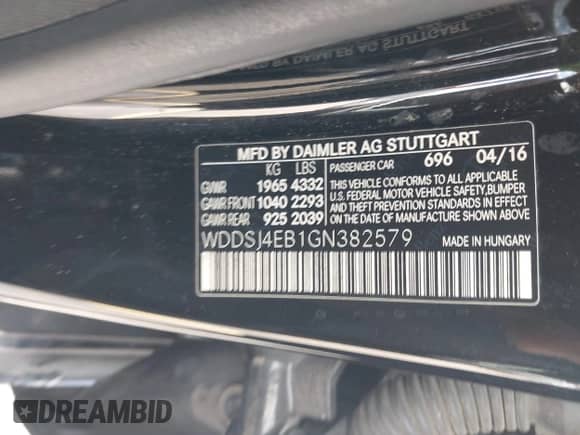 MFD BY DAIMLER AG STUTTGART
KG LBS PASSENGER CAR 696 04/16
GVWR 1965 4332
GAWR FRONT 1040 2293
GAWR REAR 925 2039
THIS VEHICLE CONFORMS TO ALL APPLICABLE
U.S. FEDERAL MOTOR VEHICLE SAFETY, BUMPER
AND THEFT PREVENTION STANDARDS
IN EFFECT ON THE DATE OF
MANUFACTURE SHOWN ABOVE.
WDDSJ4EB1GN382579 MADE IN HUNGARY
DREAMBID